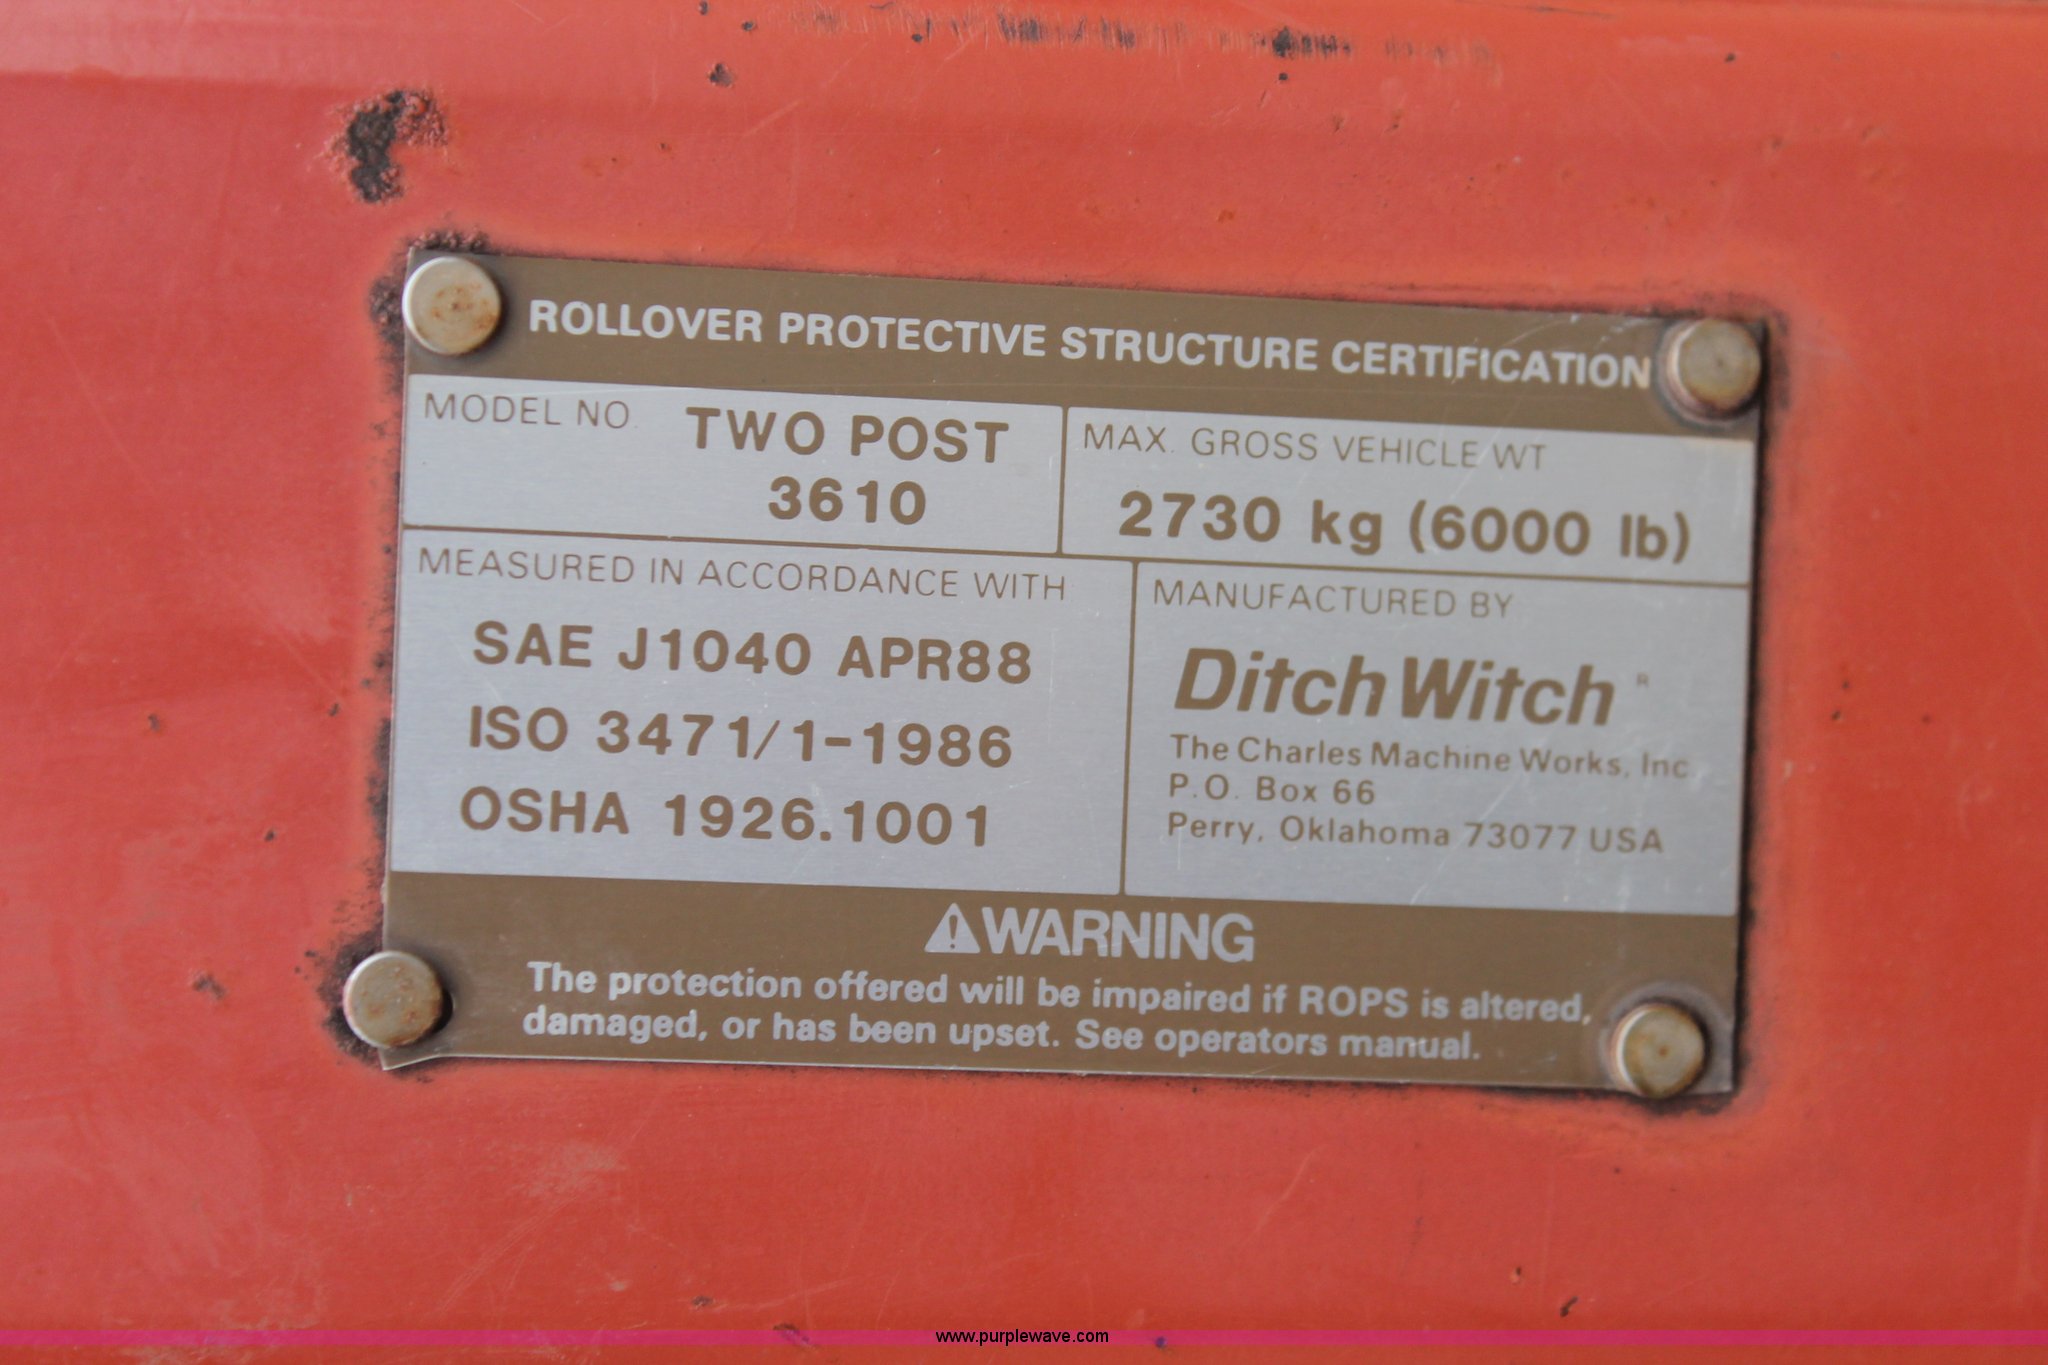 ROLLOVER PROTECTIVE STRUCTURE CERTIFICATION
MODEL NO. TWO POST
3610
MAX. GROSS VEHICLE WT
2730 kg (6000 lb)
MEASURED IN ACCORDANCE WITH
SAE J1040 APR88
ISO 3471/1-1986
OSHA 1926.1001
MANUFACTURED BY
Ditch Witch R
The Charles Machine Works, Inc.
P.O. Box 66
Perry, Oklahoma 73077 USA
WARNING
The protection offered will be impaired if ROPS is altered,
damaged, or has been upset. See operators manual.
www.purplewave.com